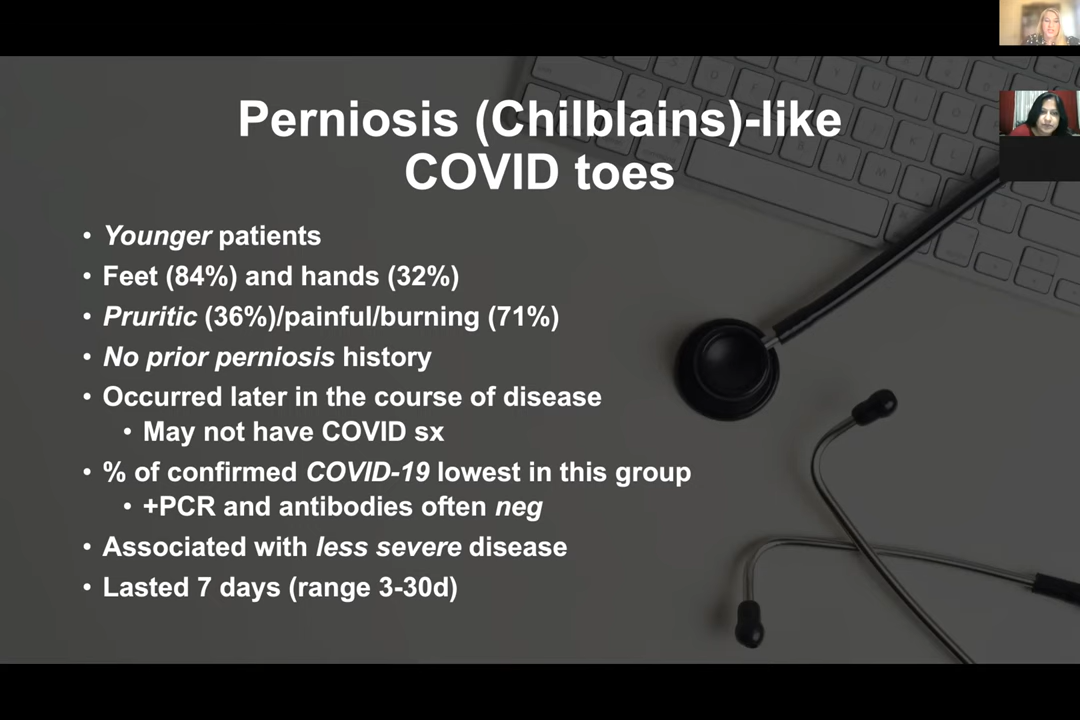 Perniosis (Chilblains)-like
COVID toes
• Younger patients
• Feet (84%) and hands (32%)
• Pruritic (36%)/painful/burning (71%)
• No prior perniosis history
• Occurred later in the course of disease
• May not have COVID sx
• % of confirmed COVID-19 lowest in this group
• +PCR and antibodies often neg
• Associated with less severe disease
• Lasted 7 days (range 3-30d)